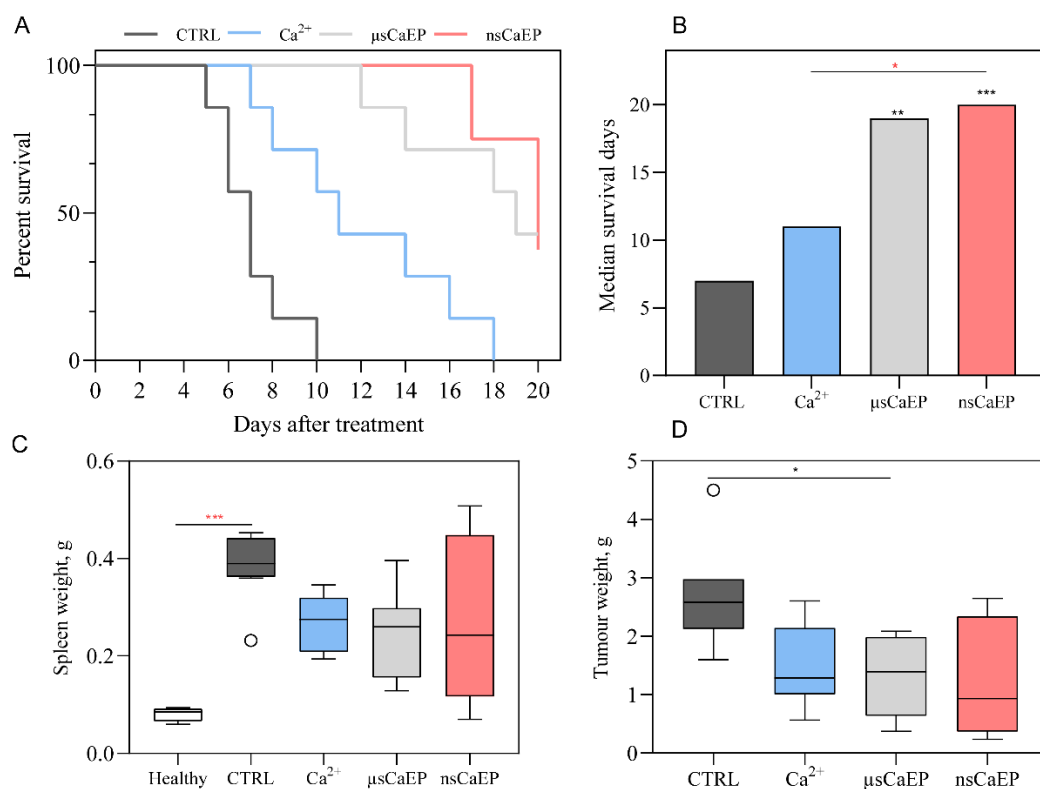 A
CTRL Ca²⁺ µsCaEP nsCaEP
Percent survival
100
50
0
0 2 4 6 8 10 12 14 16 18 20
Days after treatment
B
Median survival days
20
15
10
5
0
*
**
***
CTRL Ca²⁺ µsCaEP nsCaEP
C
Spleen weight, g
0.6
0.4
0.2
0.0
***
Healthy CTRL Ca²⁺ µsCaEP nsCaEP
D
Tumour weight, g
5
4
3
2
1
0
*
CTRL Ca²⁺ µsCaEP nsCaEP